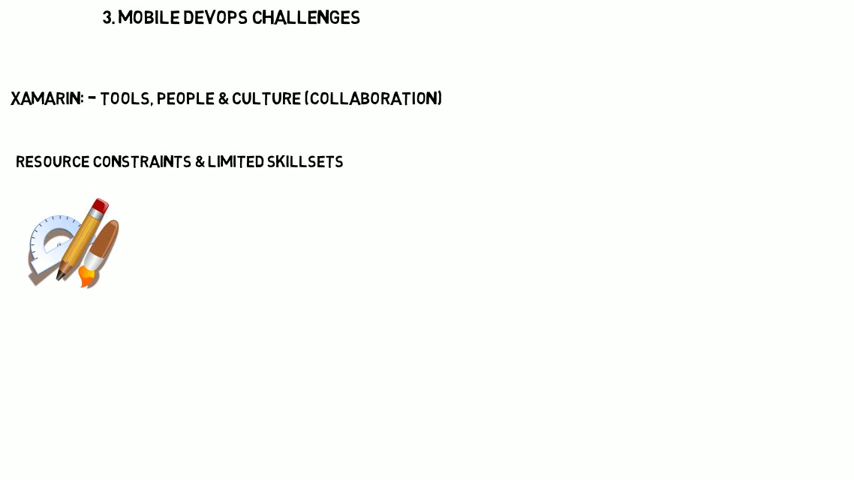 3. MOBILE DEVOPS CHALLENGES
XAMARIN: - TOOLS, PEOPLE & CULTURE (COLLABORATION)
RESOURCE CONSTRAINTS & LIMITED SKILLSETS